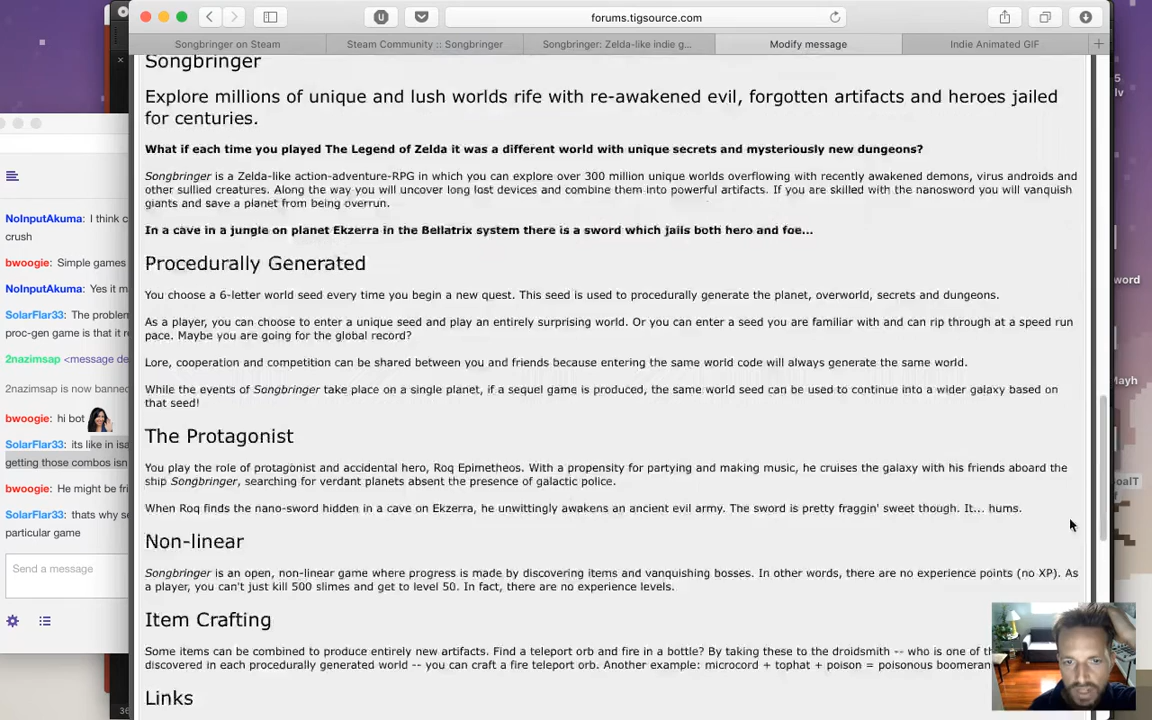 forums.tigsource.com
Songbringer on Steam
Steam Community :: Songbringer
Songbringer: Zelda-like indie g...
Modify message
Indie Animated GIF
Songbringer
Explore millions of unique and lush worlds rife with re-awakened evil, forgotten artifacts and heroes jailed
for centuries.
What if each time you played The Legend of Zelda it was a different world with unique secrets and mysteriously new dungeons?
Songbringer is a Zelda-like action-adventure-RPG in which you can explore over 300 million unique worlds overflowing with recently awakened demons, virus androids and
other sullied creatures. Along the way you will uncover long lost devices and combine them into powerful artifacts. If you are skilled with the nanosword you will vanquish
giants and save a planet from being overrun.
In a cave in a jungle on planet Ekzerra in the Bellatrix system there is a sword which jails both hero and foe...
Procedurally Generated
You choose a 6-letter world seed every time you begin a new quest. This seed is used to procedurally generate the planet, overworld, secrets and dungeons.
As a player, you can choose to enter a unique seed and play an entirely surprising world. Or you can enter a seed you are familiar with and can rip through at a speed run
pace. Maybe you are going for the global record?
Lore, cooperation and competition can be shared between you and friends because entering the same world code will always generate the same world.
While the events of Songbringer take place on a single planet, if a sequel game is produced, the same world seed can be used to continue into a wider galaxy based on
that seed!
The Protagonist
You play the role of protagonist and accidental hero, Roq Epimetheos. With a propensity for partying and making music, he cruises the galaxy with his friends aboard the
ship Songbringer, searching for verdant planets absent the presence of galactic police.
When Roq finds the nano-sword hidden in a cave on Ekzerra, he unwittingly awakens an ancient evil army. The sword is pretty fraggin' sweet though. It... hums.
Non-linear
Songbringer is an open, non-linear game where progress is made by discovering items and vanquishing bosses. In other words, there are no experience points (no XP). As
a player, you can't just kill 500 slimes and get to level 50. In fact, there are no experience levels.
Item Crafting
Some items can be combined to produce entirely new artifacts. Find a teleport orb and fire in a bottle? By taking these to the droidsmith -- who is one of th
discovered in each procedurally generated world -- you can craft a fire teleport orb. Another example: microcord + tophat + poison = poisonous boomeran
Links
NoInputAkuma: I think c
crush
bwoogie: Simple games
NoInputAkuma: Yes it m
SolarFlar33: The problem
proc-gen game is that it r
2nazimsap <message de
2nazimsap is now banned
bwoogie: hi bot
SolarFlar33: its like in isa
getting those combos isn
bwoogie: He might be fri
SolarFlar33: thats why se
particular game
Send a message
5
lv
word
Mayh
oalT